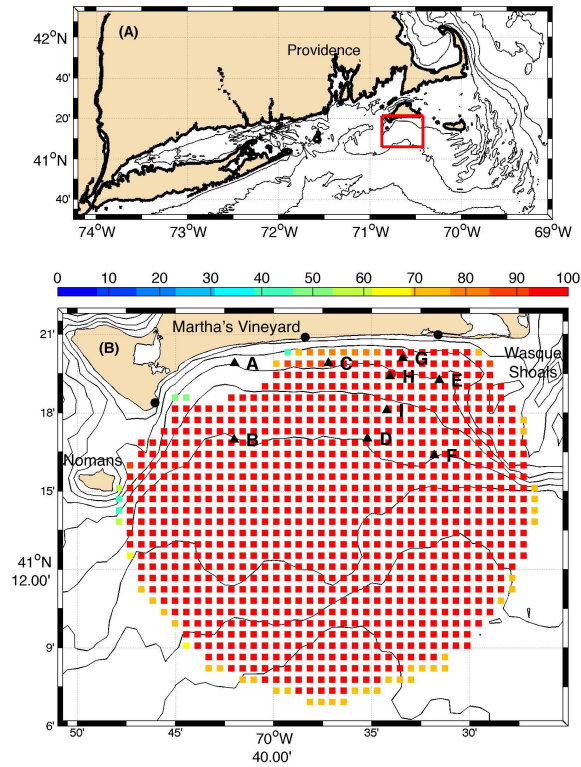 (A)
Providence
42°N
40'
20'
41°N
40'
74°W
73°W
72°W
71°W
70°W
69°W
0 10 20 30 40 50 60 70 80 90 100
(B)
Martha's Vineyard
Wasque
Shoals
Nomans
A
C
G
H
E
I
B
D
F
21'
18'
15'
41°N
12.00'
9'
6'
50'
45'
70°W
40.00'
35'
30'